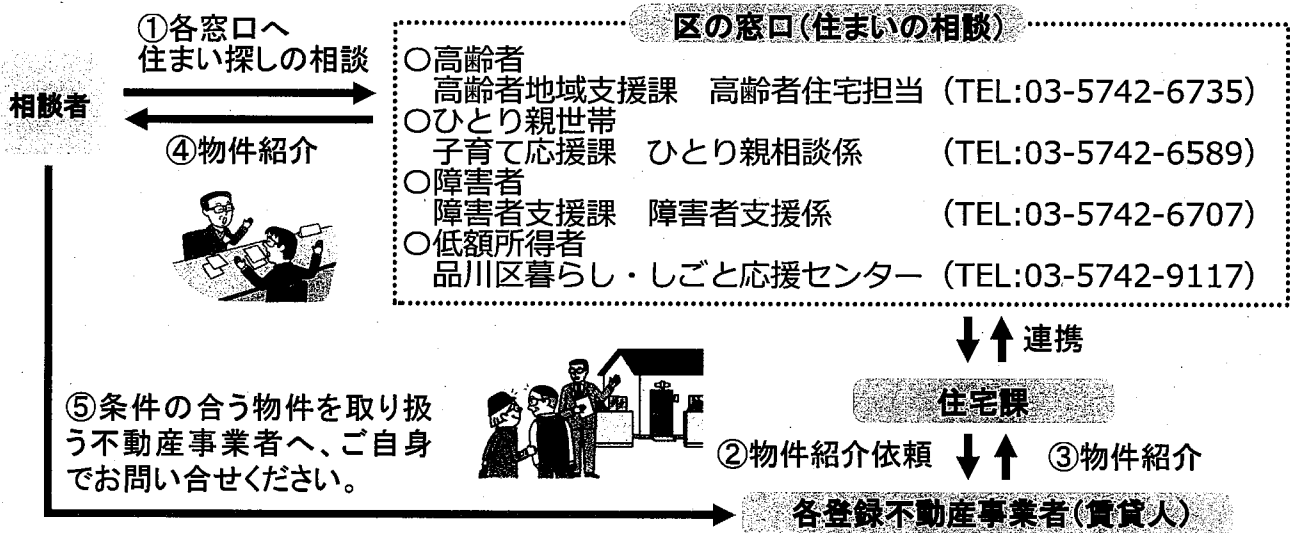 ①各窓口へ
住まい探しの相談
相談者
④物件紹介
区の窓口(住まいの相談)
〇高齢者
高齢者地域支援課 高齢者住宅担当 (TEL:03-5742-6735)
〇ひとり親世帯
子育て応援課 ひとり親相談係 (TEL:03-5742-6589)
〇障害者
障害者支援課 障害者支援係 (TEL:03-5742-6707)
〇低額所得者
品川区暮らし・しごと応援センター (TEL:03-5742-9117)
連携
住宅課
②物件紹介依頼
③物件紹介
⑤条件の合う物件を取り扱
う不動産事業者へ、ご自身
でお問い合せください。
各登録不動産事業者(賃貸人)